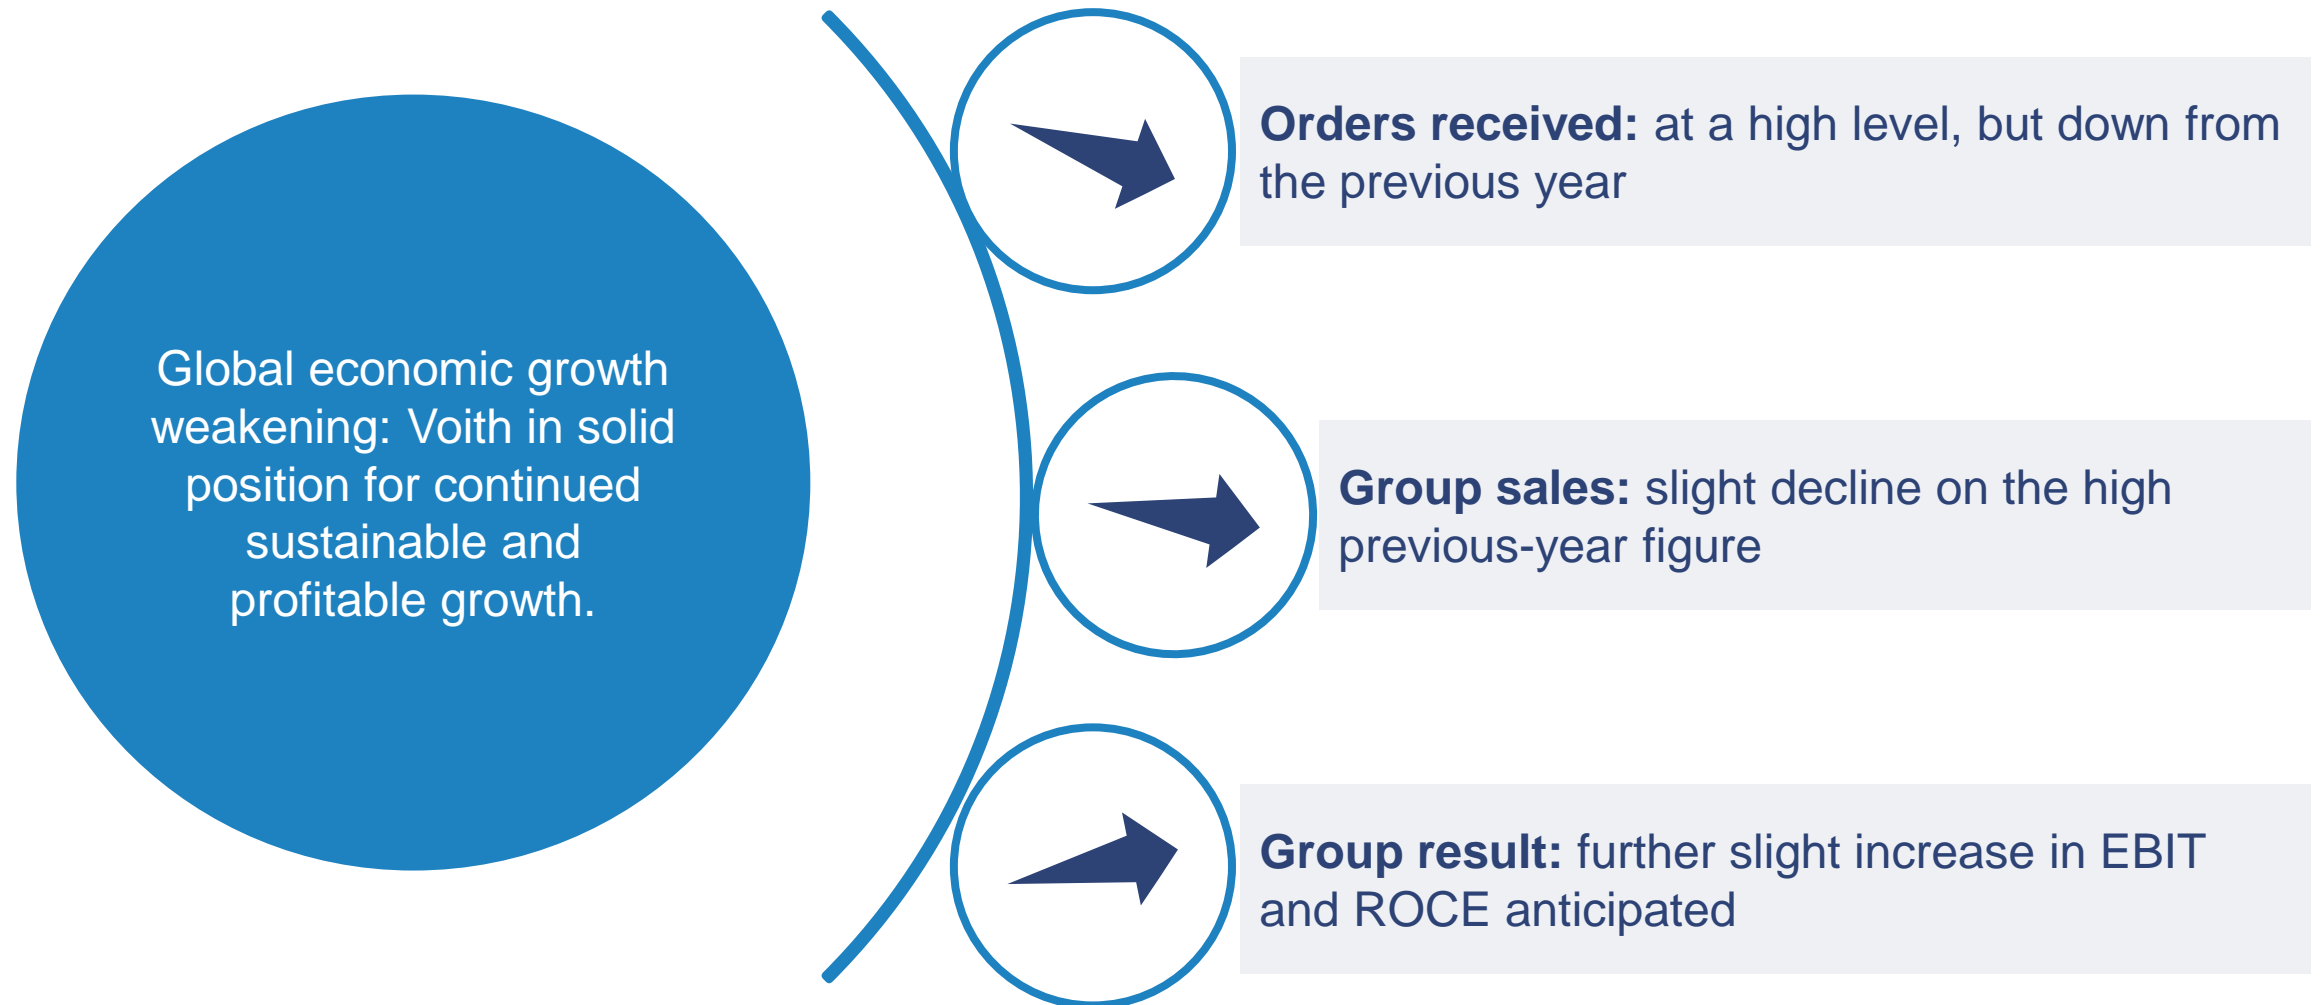 Global economic growth
weakening: Voith in solid
position for continued
sustainable and
profitable growth.
Orders received: at a high level, but down from
the previous year
Group sales: slight decline on the high
previous-year figure
Group result: further slight increase in EBIT
and ROCE anticipated